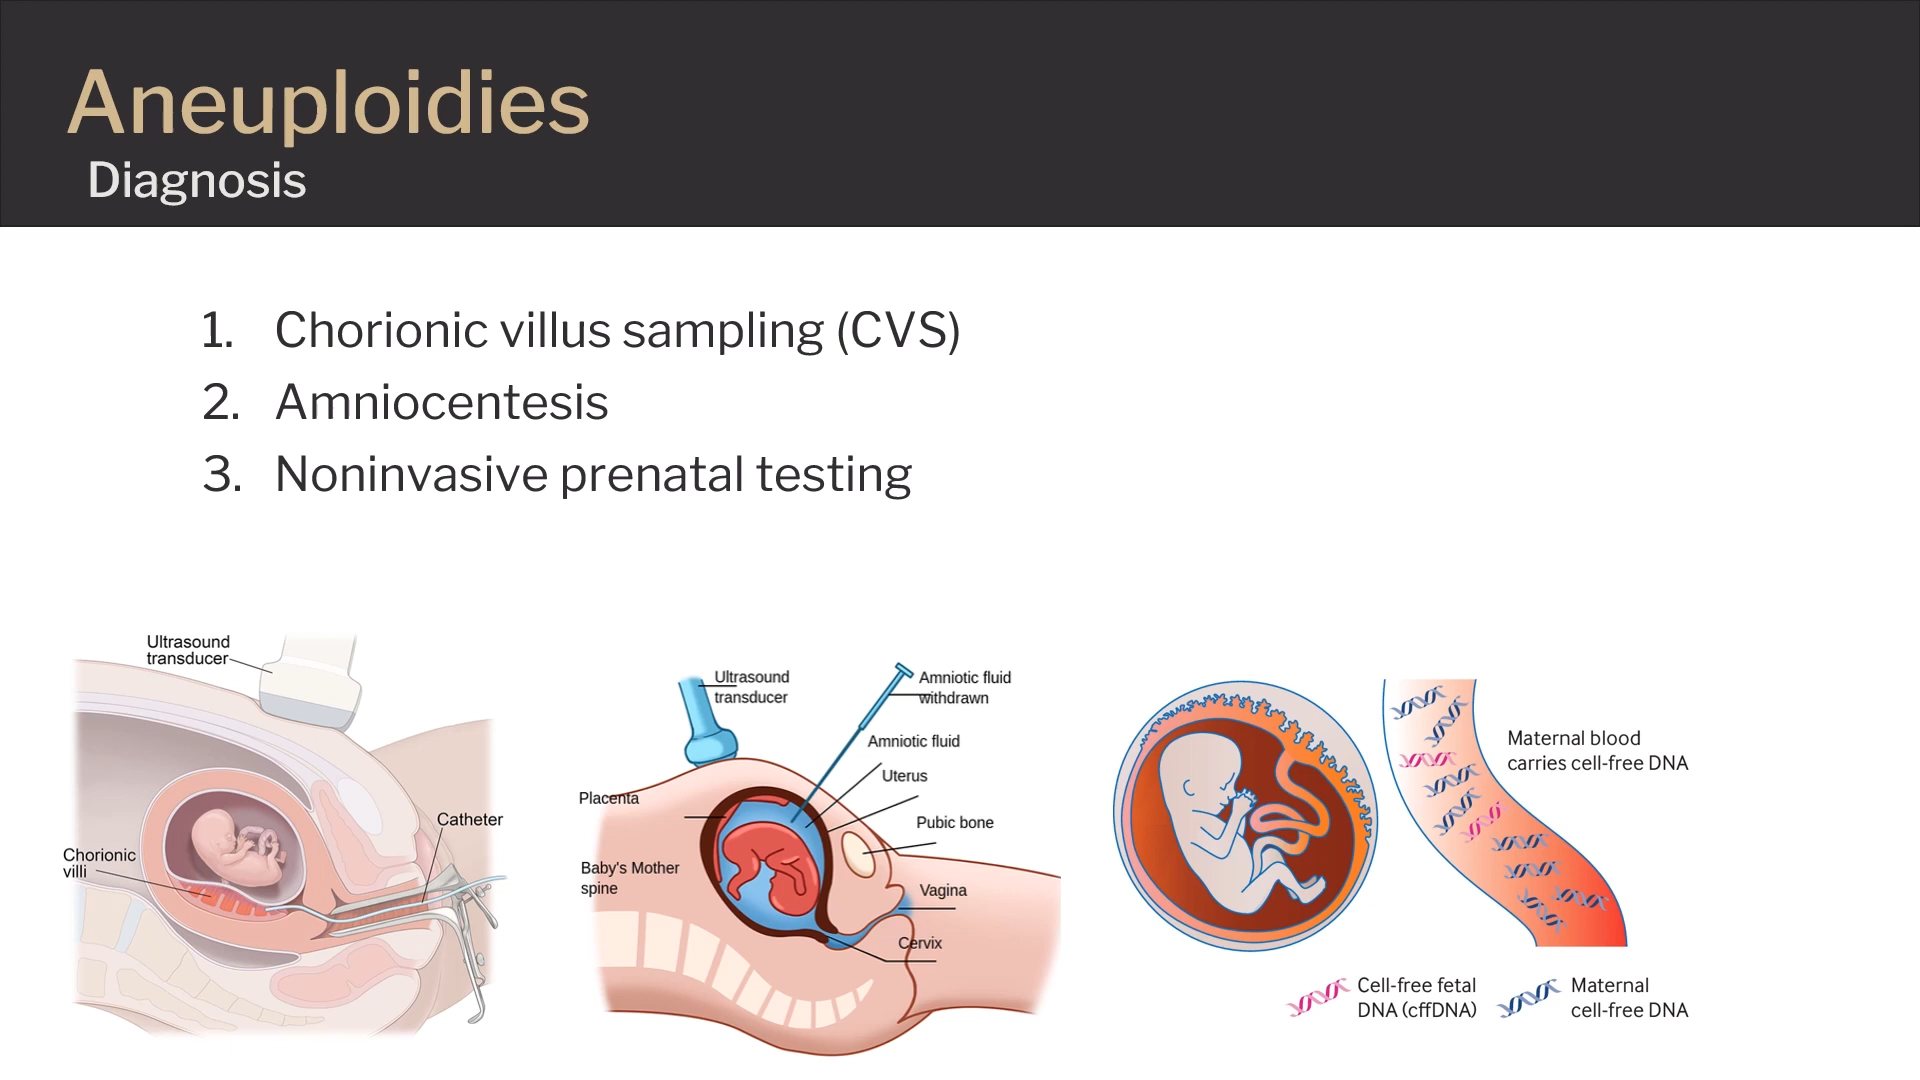 Aneuploidies
Diagnosis
1. Chorionic villus sampling (CVS)
2. Amniocentesis
3. Noninvasive prenatal testing
Ultrasound
transducer
Catheter
Chorionic
villi
Ultrasound
transducer
Amniotic fluid
withdrawn
Amniotic fluid
Uterus
Placenta
Pubic bone
Baby's Mother
spine
Vagina
Cervix
Maternal blood
carries cell-free DNA
Cell-free fetal
DNA (cffDNA)
Maternal
cell-free DNA